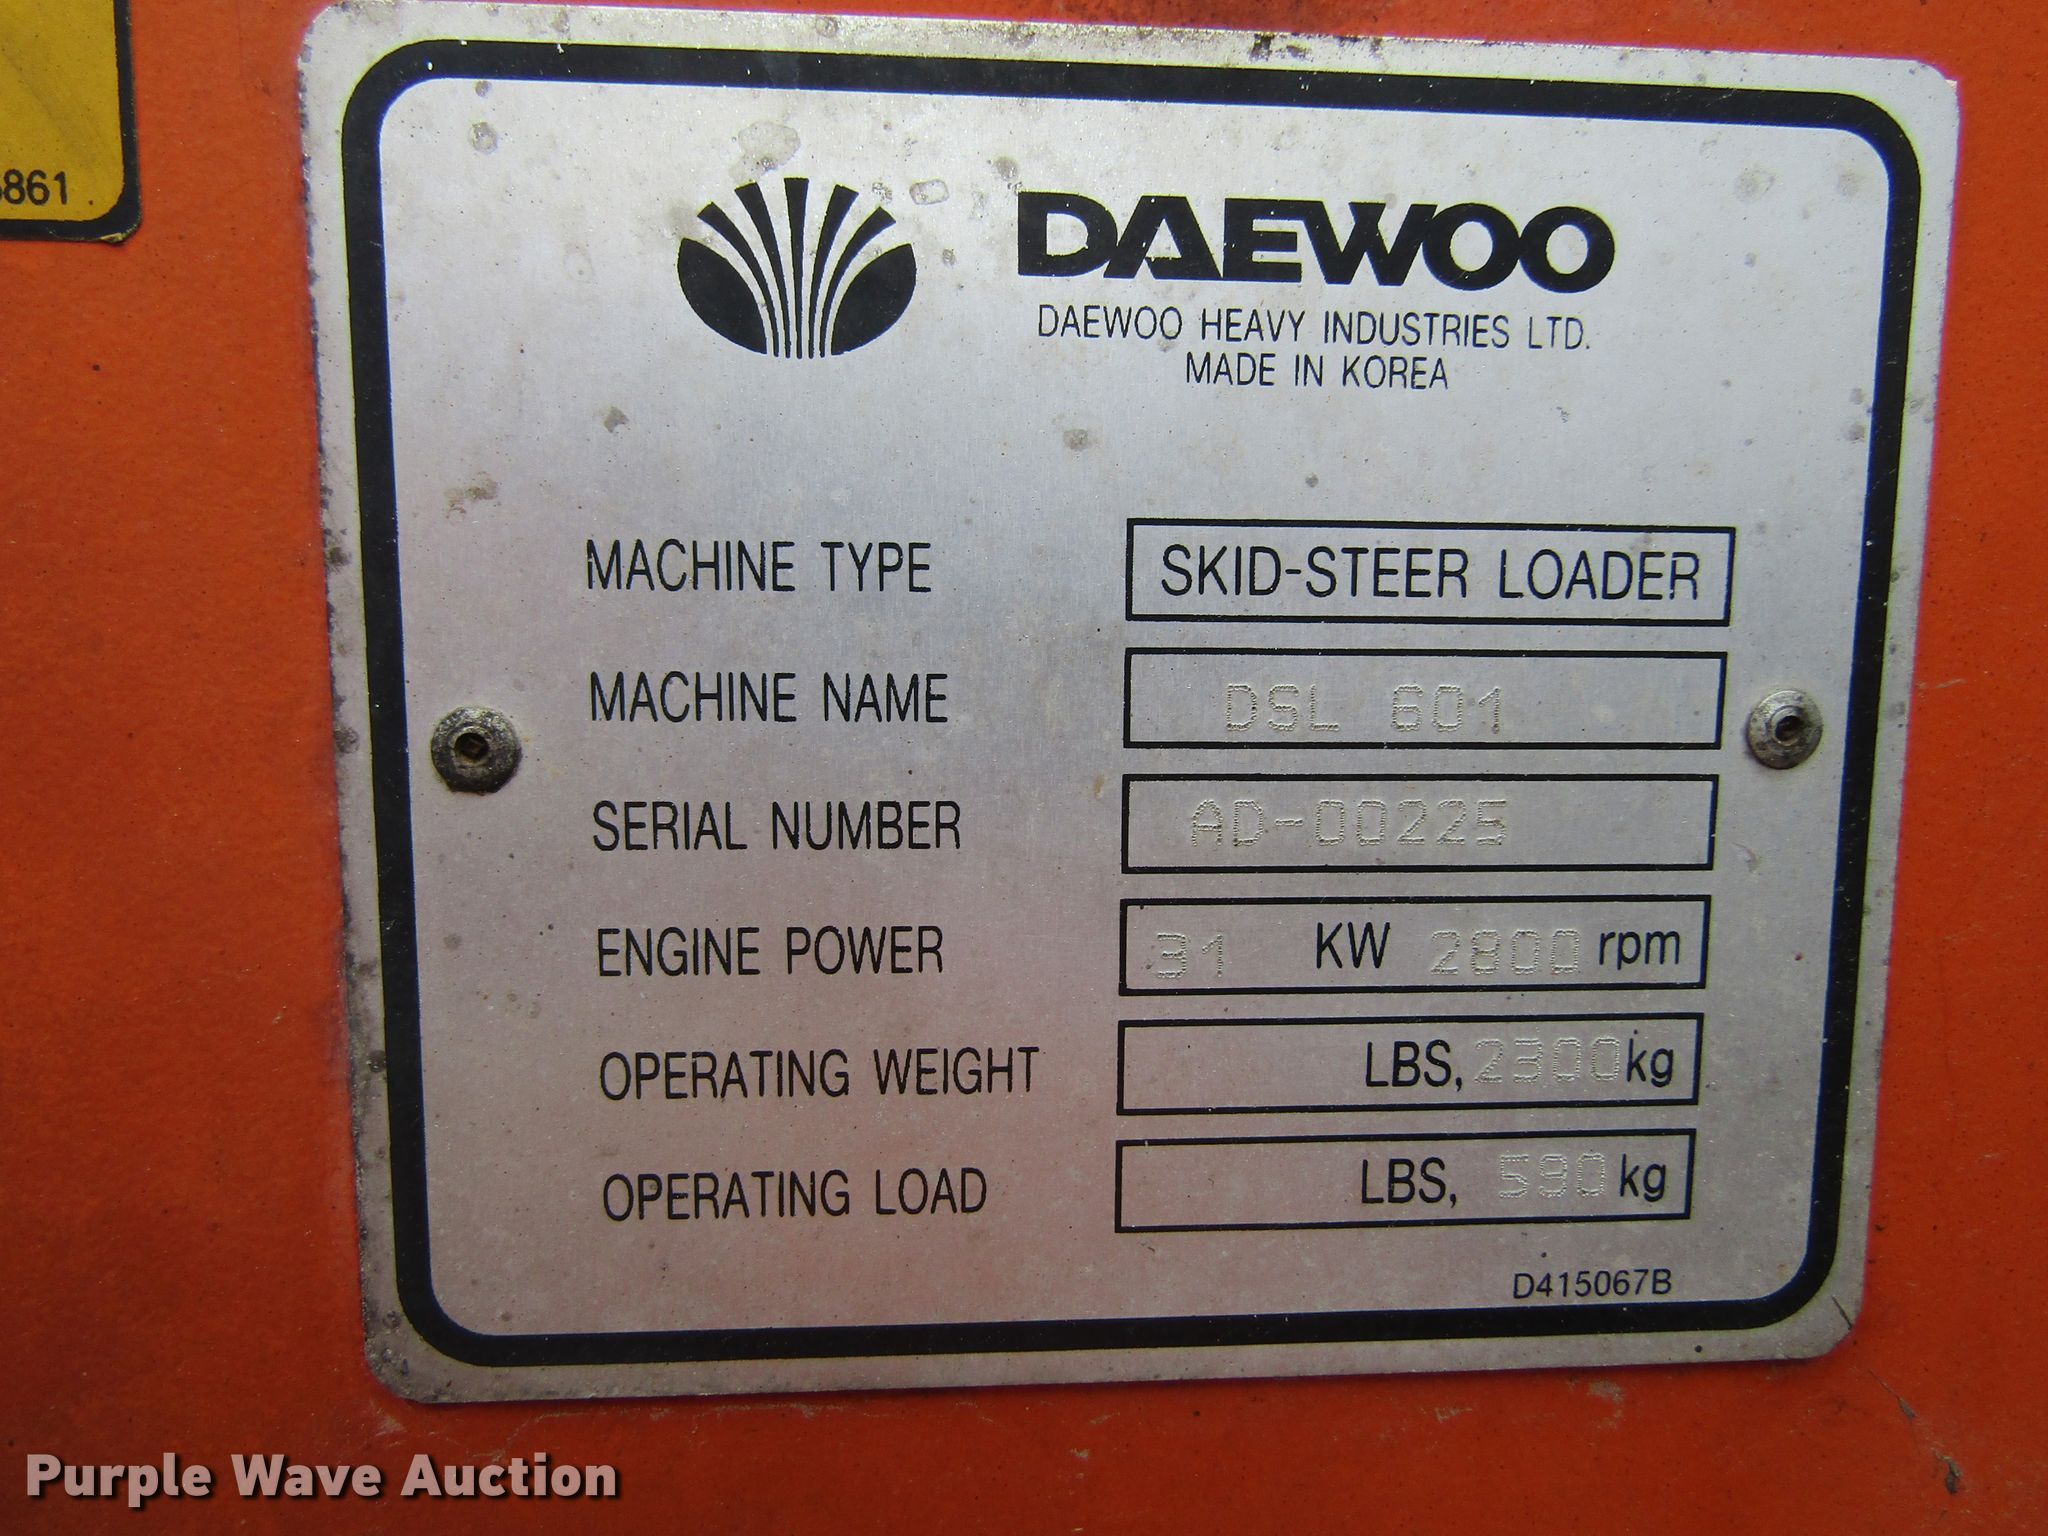 861
DAEWOO
DAEWOO HEAVY INDUSTRIES LTD.
MADE IN KOREA
MACHINE TYPE SKID-STEER LOADER
MACHINE NAME DSL 601
SERIAL NUMBER AD-00225
ENGINE POWER 31 KW 2800 rpm
OPERATING WEIGHT LBS, 2300 kg
OPERATING LOAD LBS, 590 kg
D415067B
Purple Wave Auction